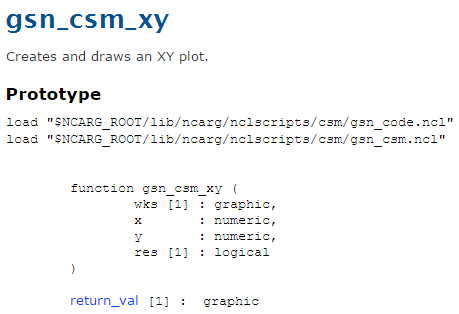 gsn_csm_xy
Creates and draws an XY plot.
Prototype
load "$NCARG_ROOT/lib/ncarg/nclscripts/csm/gsn_code.ncl"
load "$NCARG_ROOT/lib/ncarg/nclscripts/csm/gsn_csm.ncl"
function gsn_csm_xy (
wks [1] : graphic,
x : numeric,
y : numeric,
res [1] : logical
)
return_val [1] : graphic